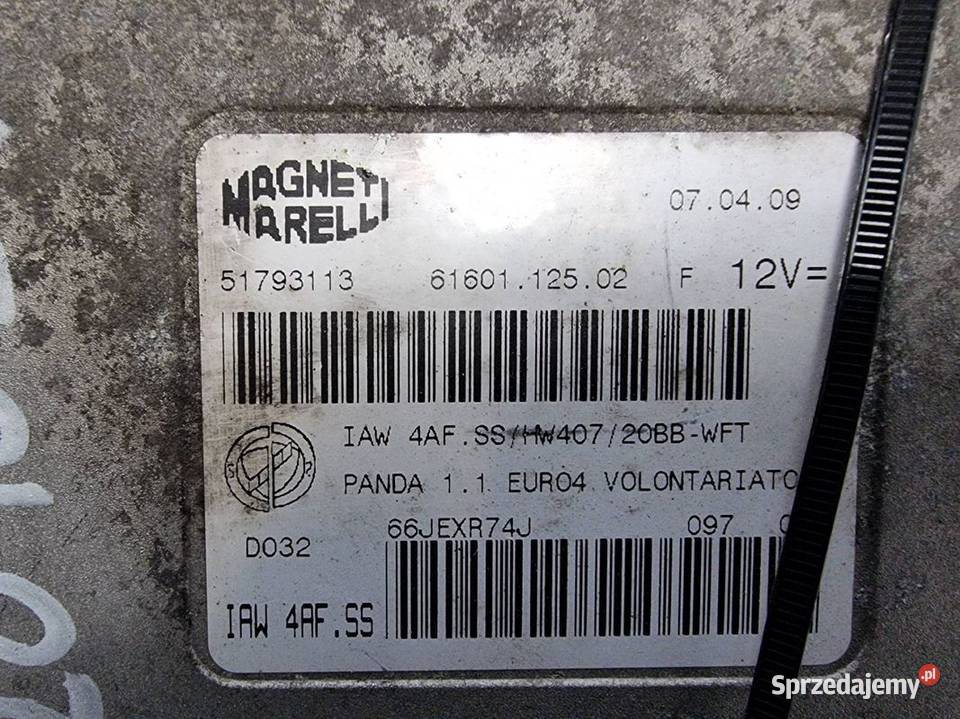 MAGNETI
MARELLI
07.04.09
51793113 61601.125.02 F 12V=
IAW 4AF.SS/HW407/20BB-WFT
PANDA 1.1 EURO4 VOLONTARIATO
66JEXR74J 097
D032
IAW 4AF.SS
Sprzedajemy.pl